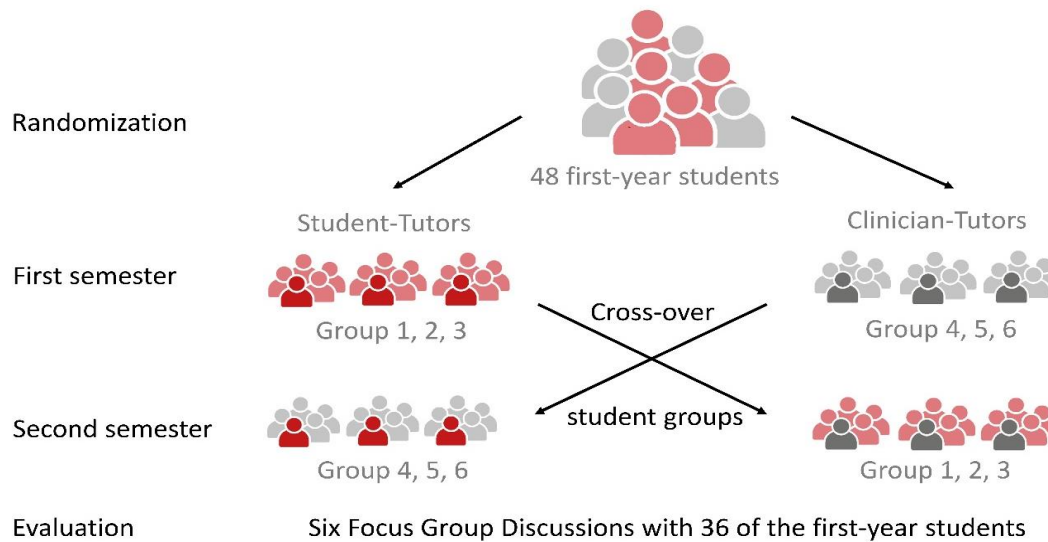 Randomization
48 first-year students
Student-Tutors
Clinician-Tutors
First semester
Group 1, 2, 3
Cross-over
Group 4, 5, 6
Second semester
student groups
Group 4, 5, 6
Group 1, 2, 3
Evaluation
Six Focus Group Discussions with 36 of the first-year students